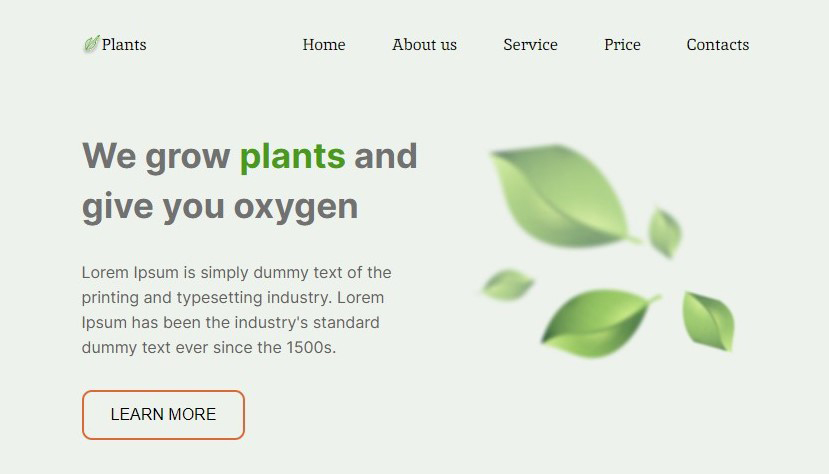 Plants Home About us Service Price Contacts
We grow plants and
give you oxygen
Lorem Ipsum is simply dummy text of the
printing and typesetting industry. Lorem
Ipsum has been the industry's standard
dummy text ever since the 1500s.
LEARN MORE